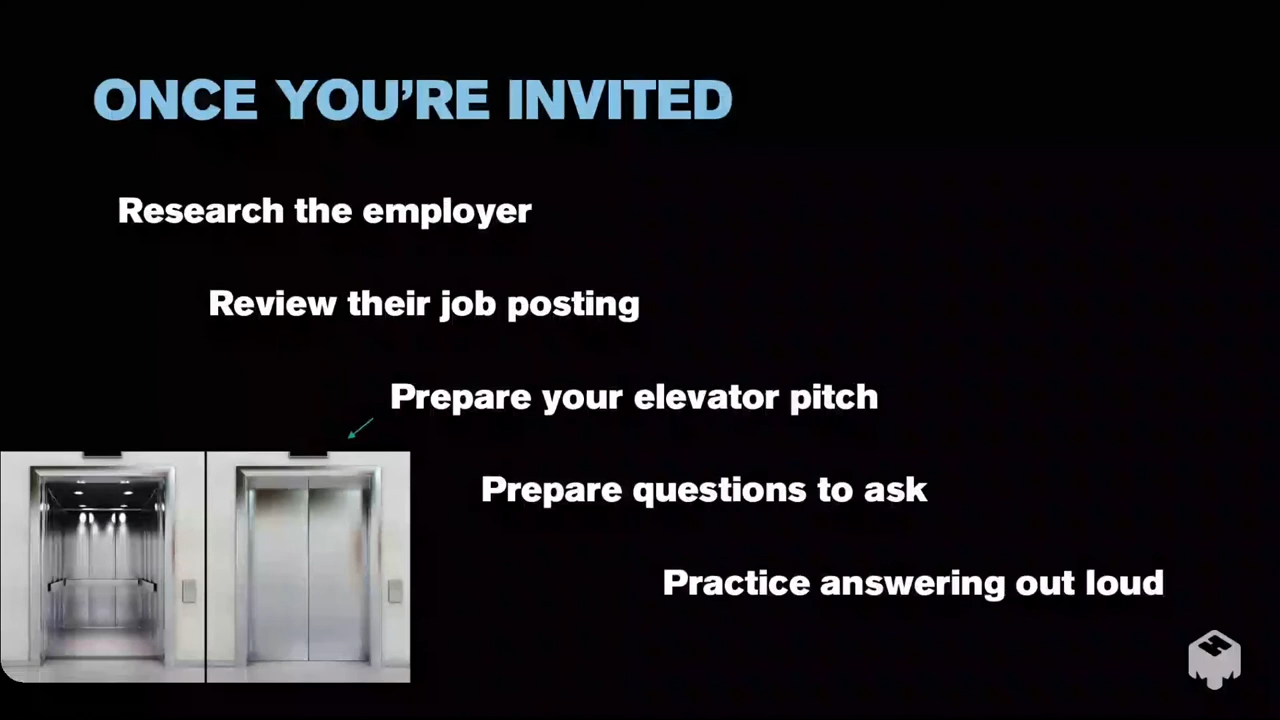 ONCE YOU'RE INVITED
Research the employer
Review their job posting
Prepare your elevator pitch
Prepare questions to ask
Practice answering out loud